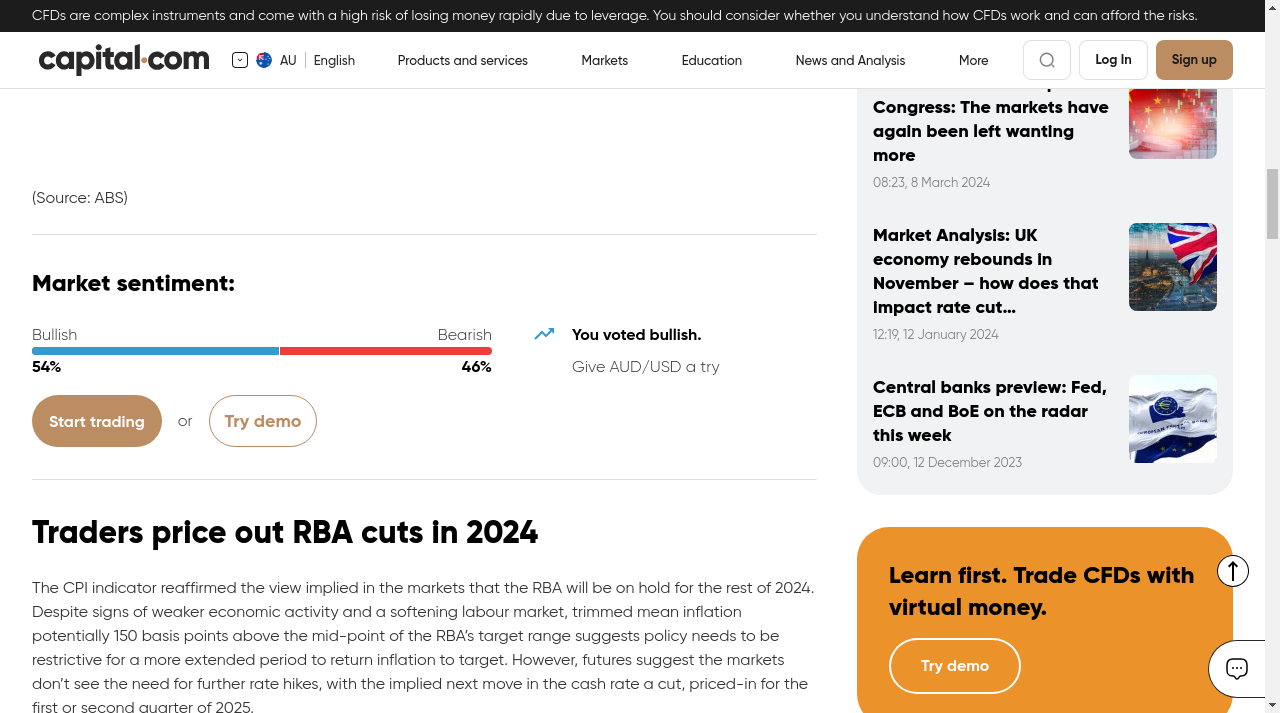 CFDs are complex instruments and come with a high risk of losing money rapidly due to leverage. You should consider whether you understand how CFDs work and can afford the risks.
capital.com
AU
English
Products and services
Markets
Education
News and Analysis
More
Log In
Sign up
(Source: ABS)
Market sentiment:
Bullish
Bearish
54%
46%
You voted bullish.
Give AUD/USD a try
Start trading
or
Try demo
Traders price out RBA cuts in 2024
The CPI indicator reaffirmed the view implied in the markets that the RBA will be on hold for the rest of 2024.
Despite signs of weaker economic activity and a softening labour market, trimmed mean inflation
potentially 150 basis points above the mid-point of the RBA’s target range suggests policy needs to be
restrictive for a more extended period to return inflation to target. However, futures suggest the markets
don’t see the need for further rate hikes, with the implied next move in the cash rate a cut, priced-in for the
first or second quarter of 2025.
Congress: The markets have
again been left wanting
more
08:23, 8 March 2024
Market Analysis: UK
economy rebounds in
November – how does that
impact rate cut...
12:19, 12 January 2024
Central banks preview: Fed,
ECB and BoE on the radar
this week
09:00, 12 December 2023
Learn first. Trade CFDs with
virtual money.
Try demo